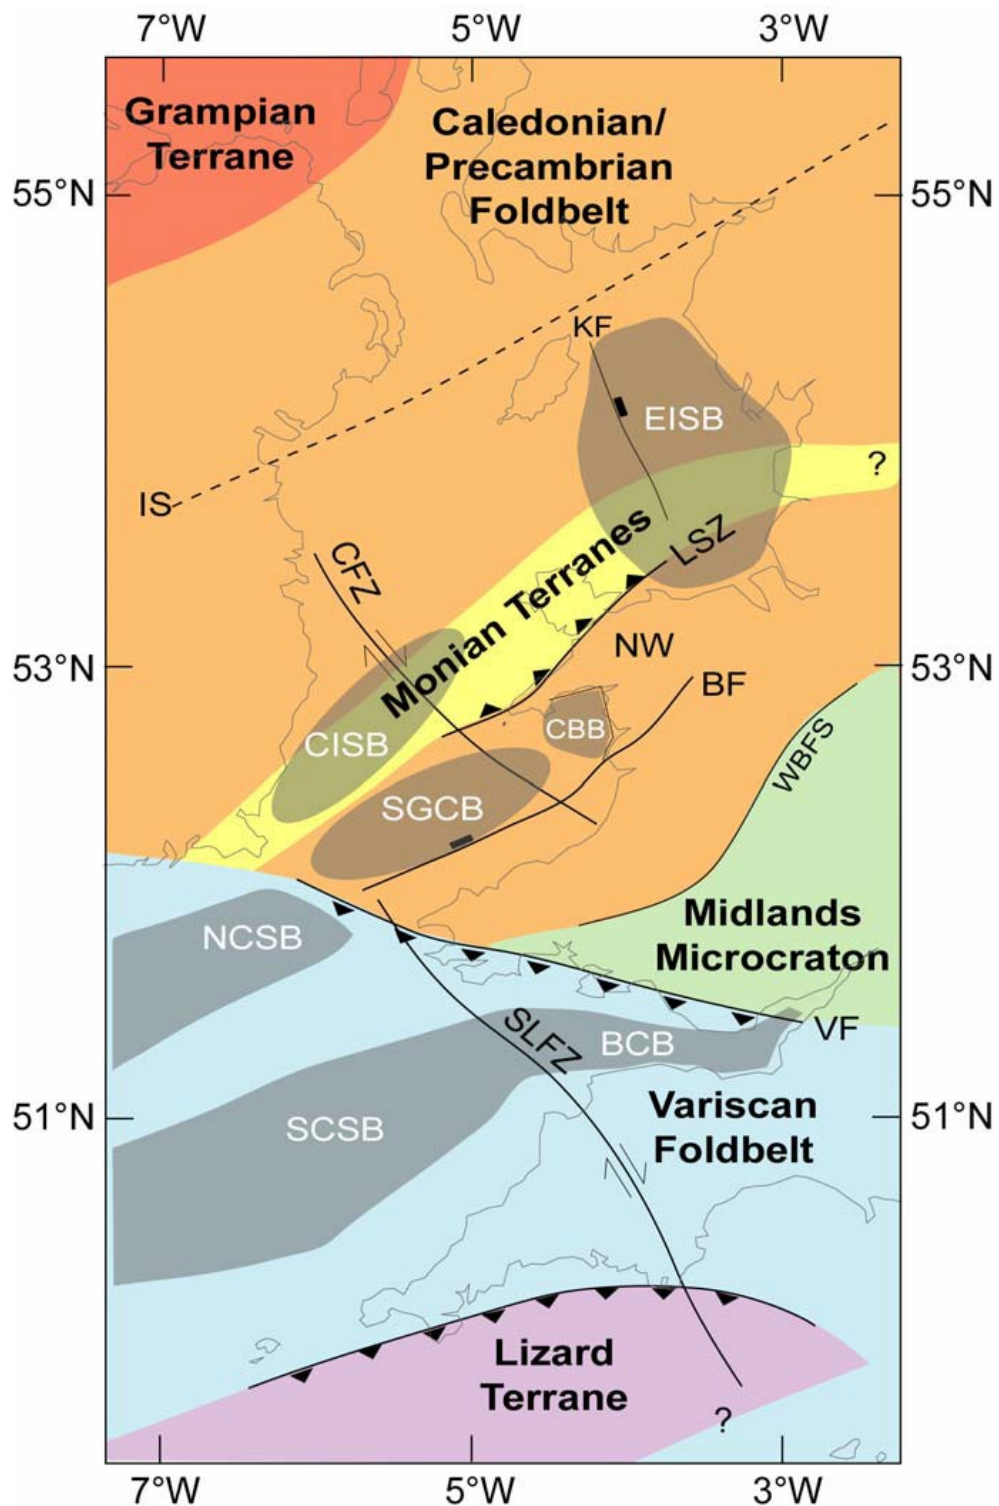 7°W 5°W 3°W
Grampian
Terrane
Caledonian/
Precambrian
Foldbelt
55°N 55°N
KF
EISB
?
IS
CFZ
Monian Terranes
LSZ
53°N 53°N
NW
BF
CISB
CBB
WBFS
SGCB
NCSB
Midlands
Microcraton
SLFZ
BCB
VF
51°N 51°N
SCSB
Variscan
Foldbelt
Lizard
Terrane
?
7°W 5°W 3°W